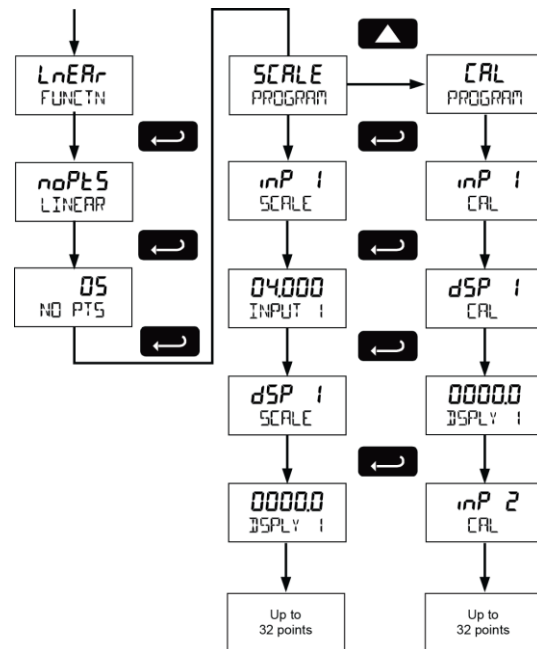 LnEAr
FUNCTN
noPtS
LINEAR
05
NO PTS
SCALE
PROGRAM
inP 1
SCALE
04.000
INPUT 1
dSP 1
SCALE
0000.0
DSPLY 1
Up to
32 points
CAL
PROGRAM
inP 1
CAL
dSP 1
CAL
0000.0
DSPLY 1
inP 2
CAL
Up to
32 points